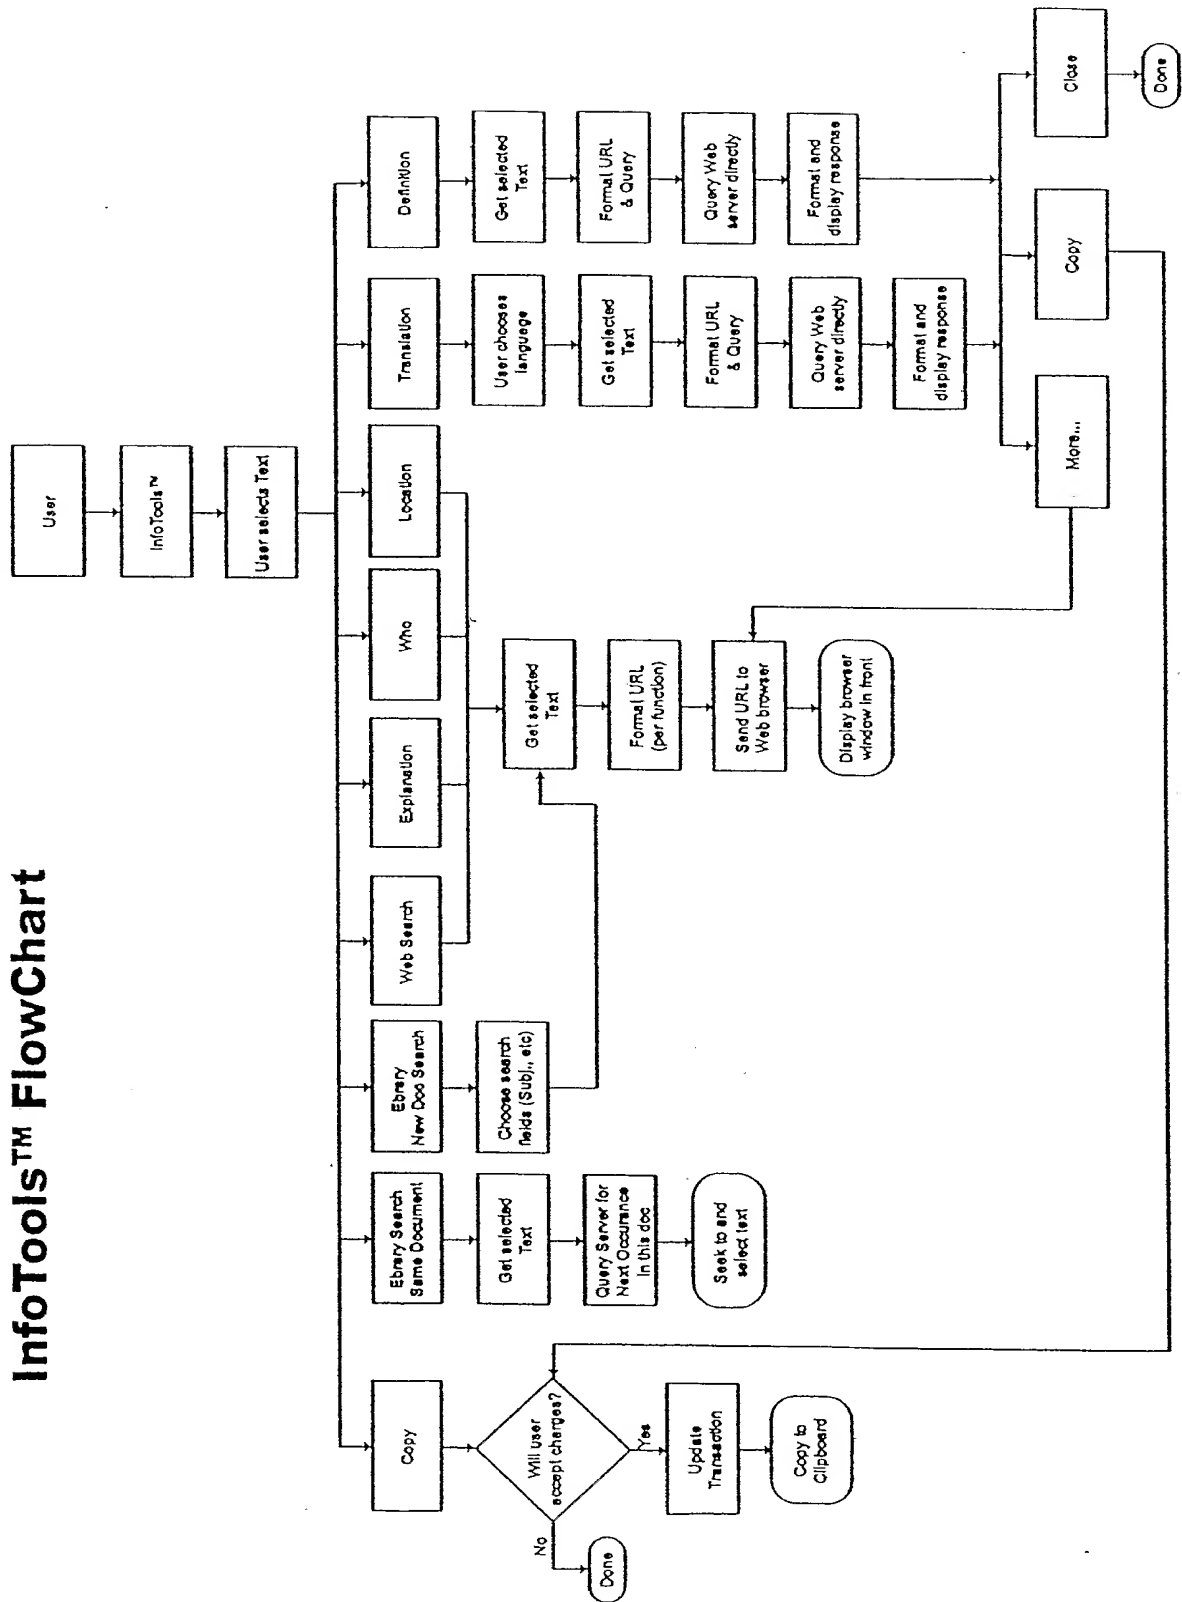 InfoTools™ FlowChart
User
InfoTools™
User selects Text
Copy
Ebrary Search
Same Document
Ebrary
New Doc Search
Web Search
Explanation
Who
Location
Translation
Definition
Will user
accept charges?
No
Done
Yes
Update
Transaction
Copy to
Clipboard
Get selected
Text
Query Server for
Next Occurance
In this doc
Seek to and
select text
Choose search
fields (Subj., etc)
Get selected
Text
Format URL
(per function)
Send URL to
Web browser
Display browser
window in front
User chooses
language
Get selected
Text
Format URL
& Query
Query Web
server directly
Format and
display response
Get selected
Text
Format URL
& Query
Query Web
server directly
Format and
display response
More...
Copy
Close
Done